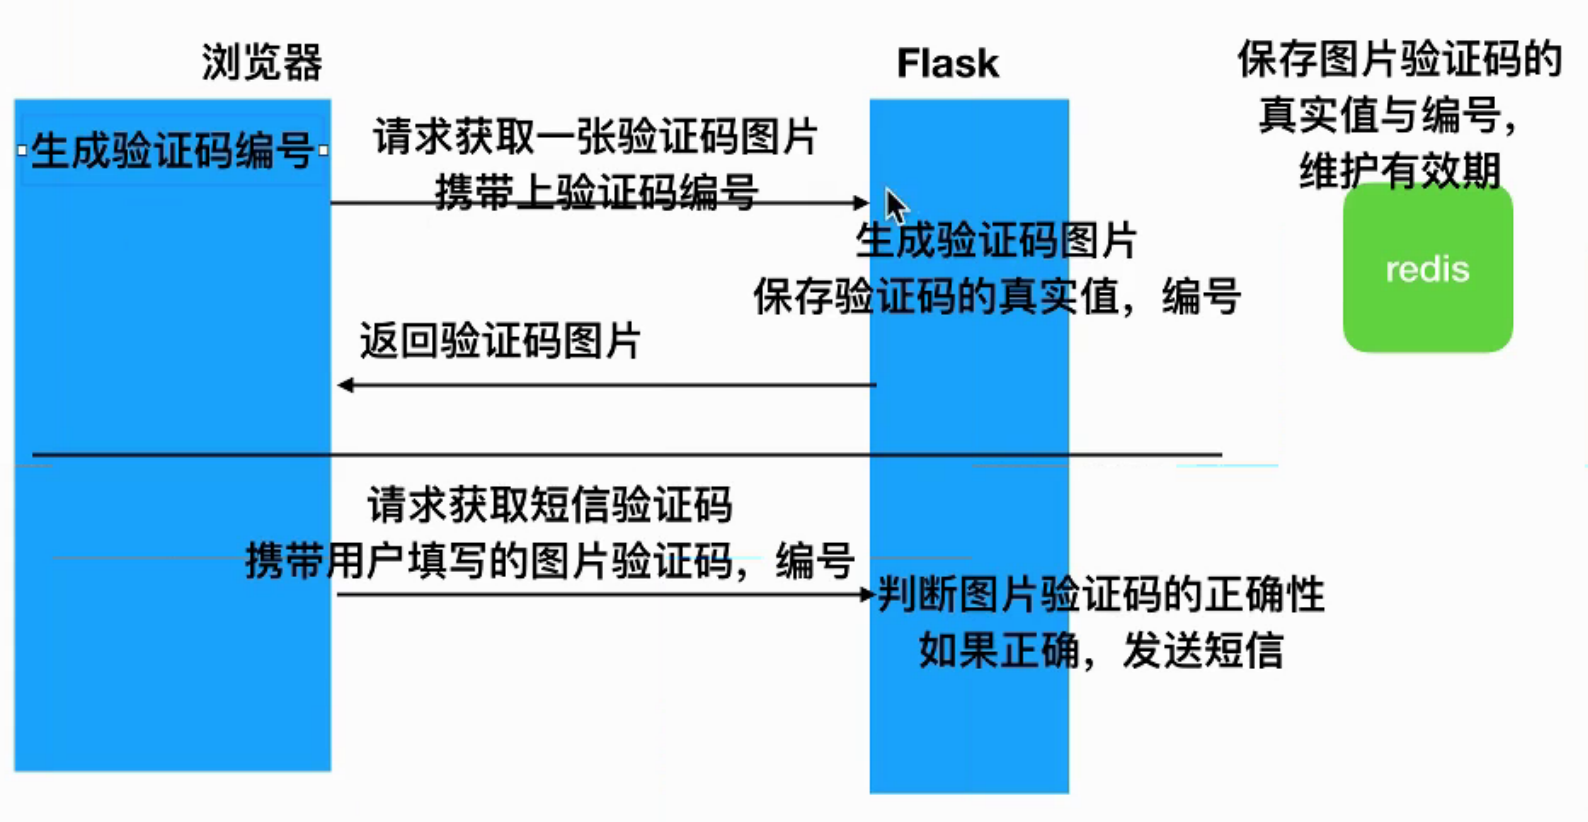 浏览器
Flask
保存图片验证码的
真实值与编号，
维护有效期
生成验证码编号
请求获取一张验证码图片
携带上验证码编号
redis
生成验证码图片
保存验证码的真实值，编号
返回验证码图片
请求获取短信验证码
携带用户填写的图片验证码，编号
判断图片验证码的正确性
如果正确，发送短信